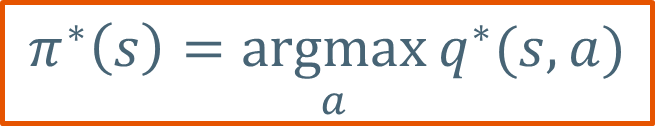 π*(s) = argmax q*(s, a)
a